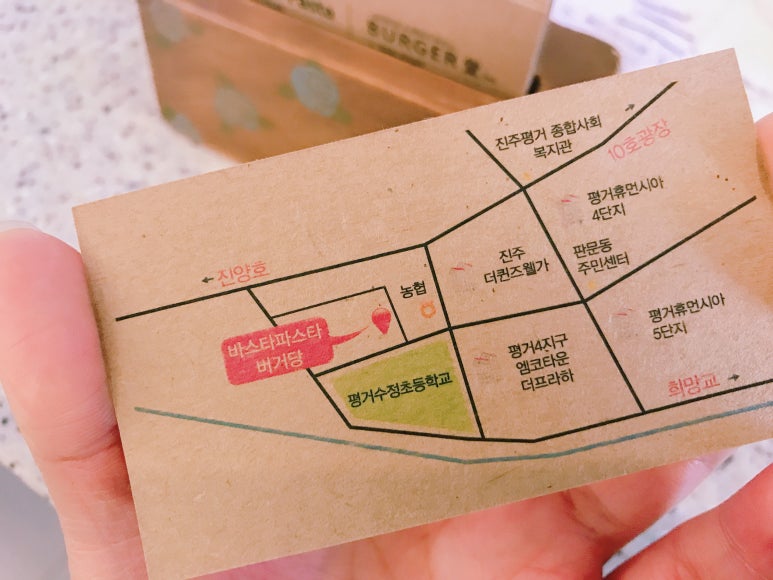 BURGER
진주평거 종합사회
복지관
10호광장
평거휴먼시아
4단지
진양호
농협
진주
더퀸즈웰가
판문동
주민센터
바스타파스타
버거당
평거수정초등학교
평거4지구
엠코타운
더프라하
평거휴먼시아
5단지
희망교